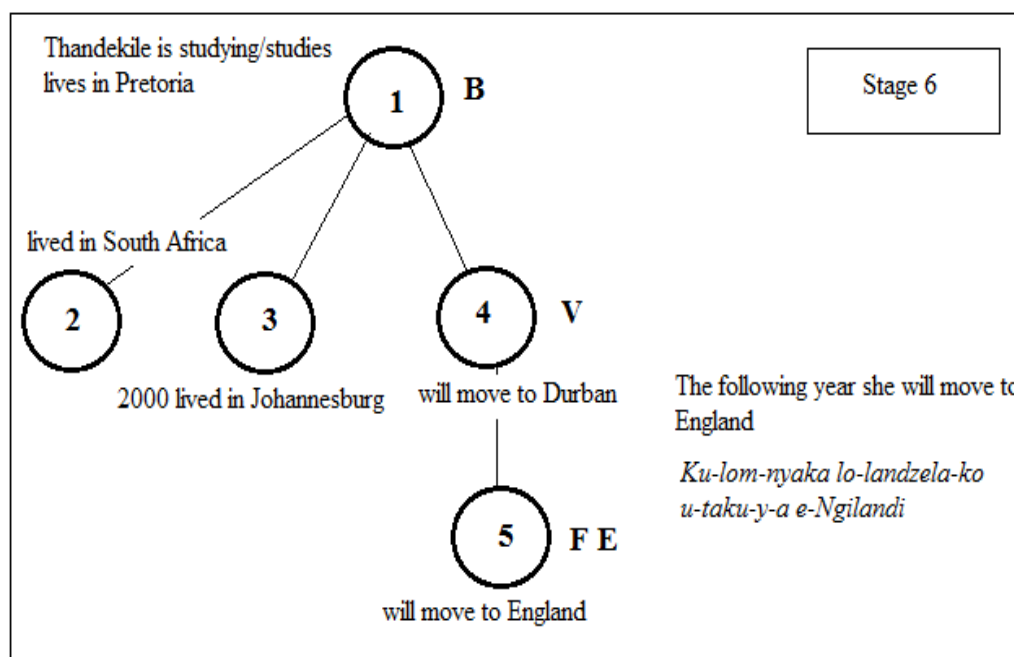 Thandekile is studying/studies
lives in Pretoria
1
B
Stage 6
lived in South Africa
2
3
4
V
2000 lived in Johannesburg
will move to Durban
The following year she will move to
England
Ku-lom-nyaka lo-landzela-ko
u-taku-y-a e-Ngilandi
5
F E
will move to England